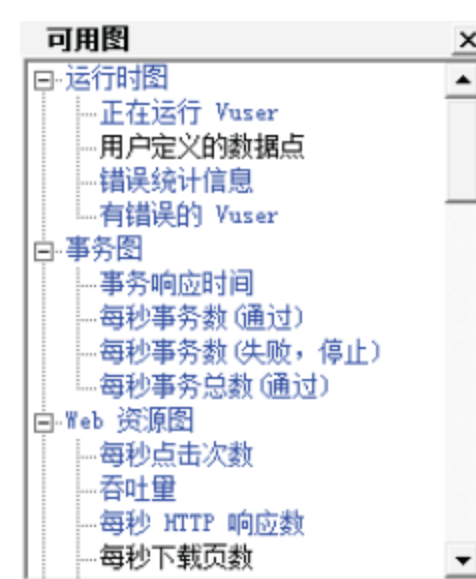 可用图
运行时图
正在运行 Vuser
用户定义的数据点
错误统计信息
有错误的 Vuser
事务图
事务响应时间
每秒事务数(通过)
每秒事务数(失败，停止)
每秒事务总数(通过)
Web 资源图
每秒点击次数
吞吐量
每秒 HTTP 响应数
每秒下载页数